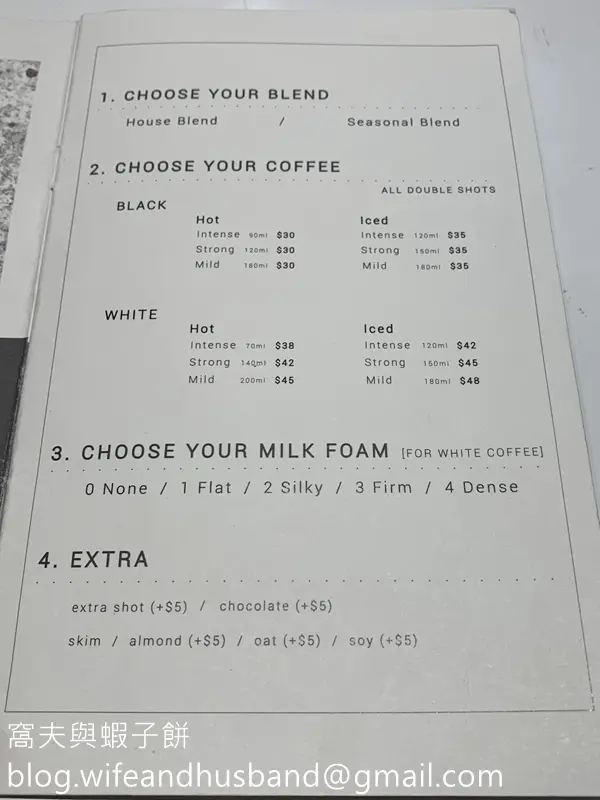 1. CHOOSE YOUR BLEND
House Blend / Seasonal Blend
2. CHOOSE YOUR COFFEE
ALL DOUBLE SHOTS
BLACK
Hot Iced
Intense 90ml $30 Intense 120ml $35
Strong 120ml $30 Strong 150ml $35
Mild 180ml $30 Mild 180ml $35
WHITE
Hot Iced
Intense 70ml $38 Intense 120ml $42
Strong 140ml $42 Strong 150ml $45
Mild 200ml $45 Mild 180ml $48
3. CHOOSE YOUR MILK FOAM [FOR WHITE COFFEE]
0 None / 1 Flat / 2 Silky / 3 Firm / 4 Dense
4. EXTRA
extra shot (+$5) / chocolate (+$5)
skim / almond (+$5) / oat (+$5) / soy (+$5)
窩夫與蝦子餅
blog.wifeandhusband@gmail.com